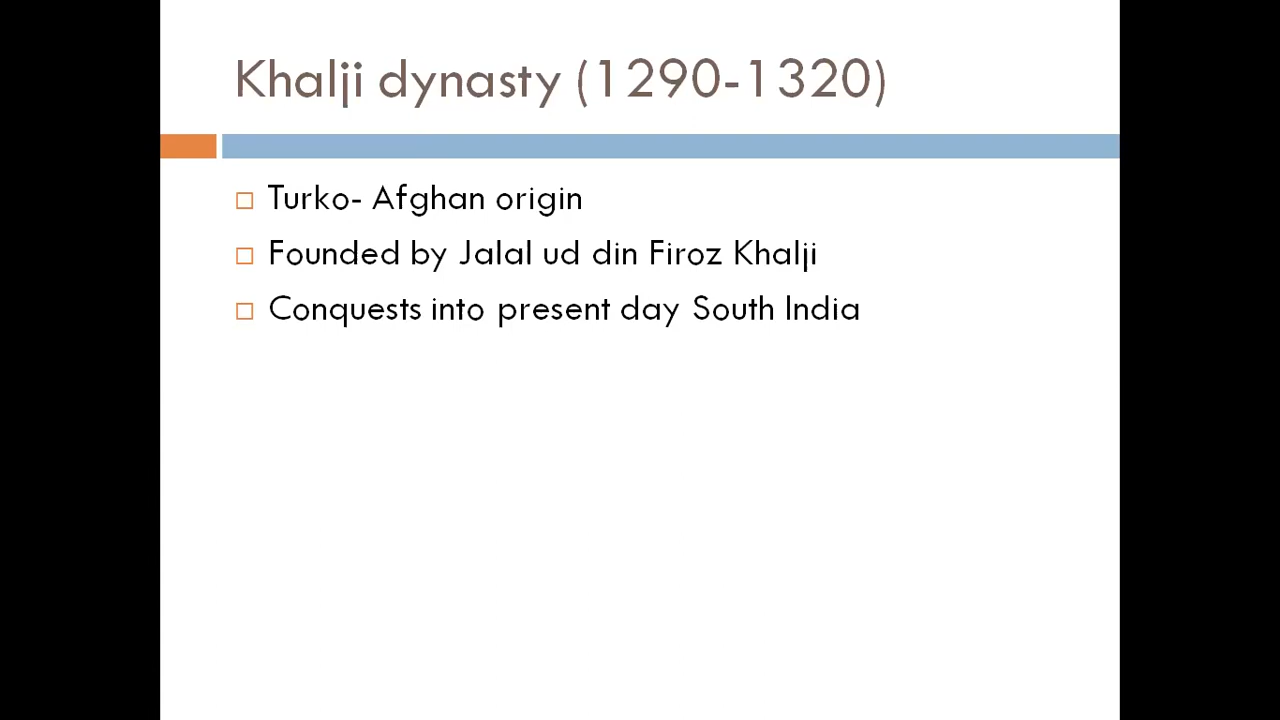 Khalji dynasty (1290-1320)
Turko- Afghan origin
Founded by Jalal ud din Firoz Khalji
Conquests into present day South India